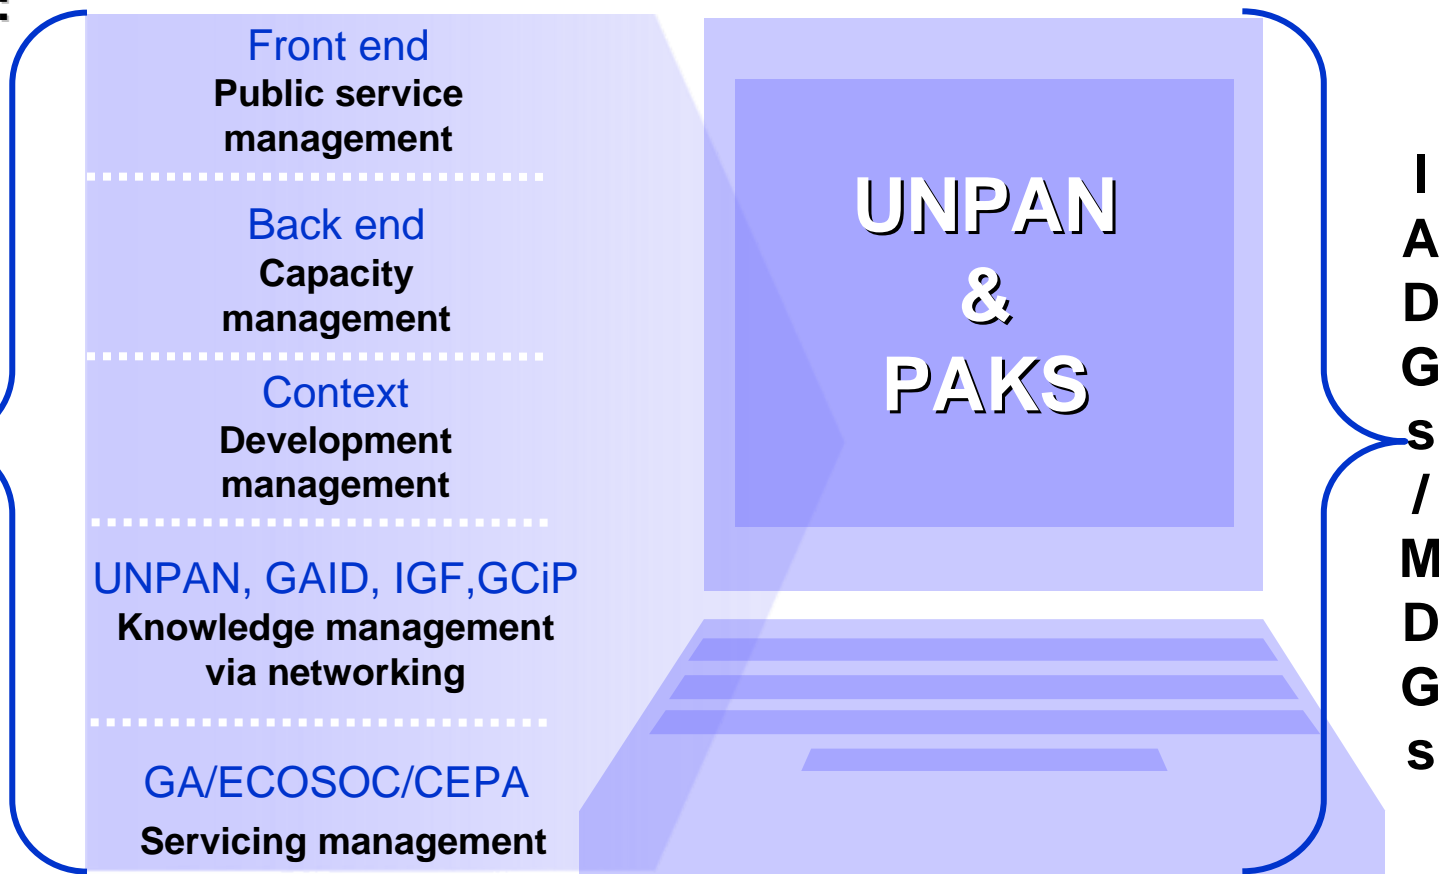 Front end
Public service
management
Back end
Capacity
management
Context
Development
management
UNPAN, GAID, IGF,GCiP
Knowledge management
via networking
GA/ECOSOC/CEPA
Servicing management
UNPAN
&
PAKS
I
A
D
G
s
/
M
D
G
s